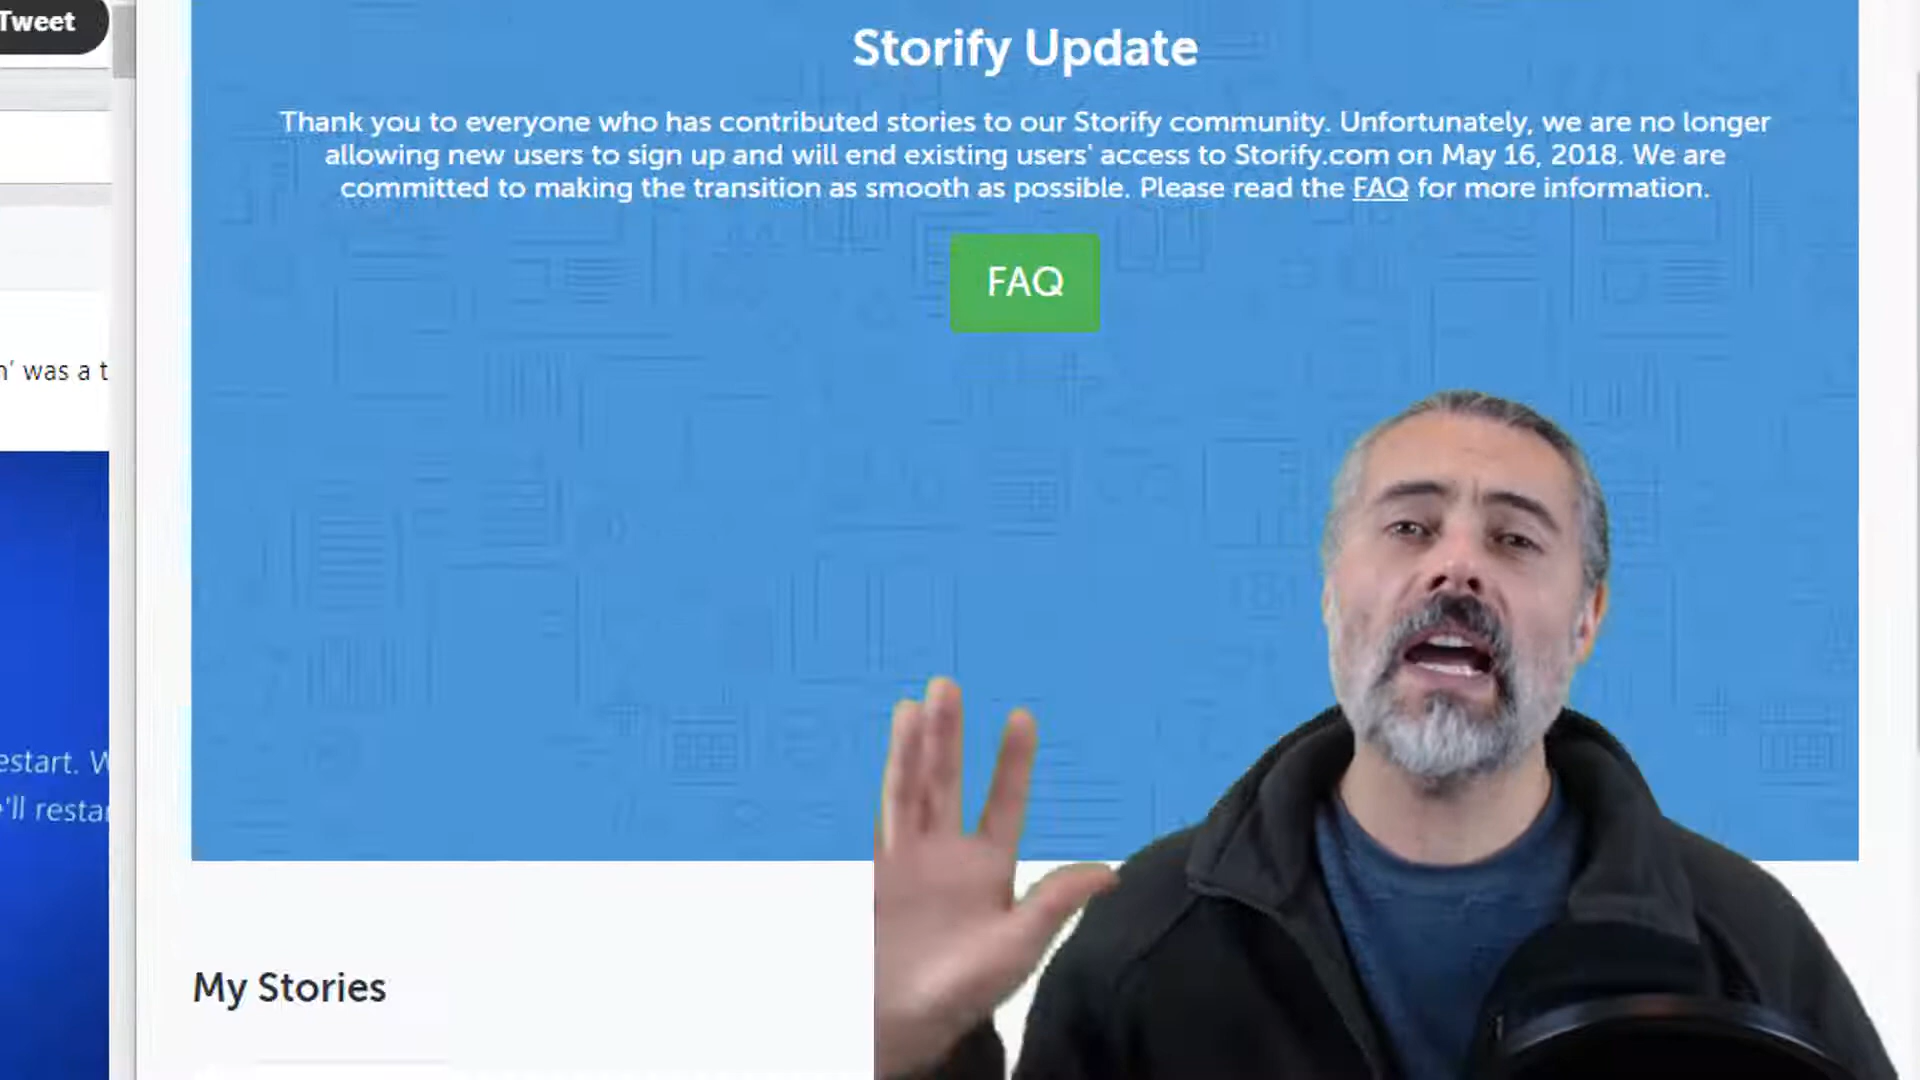 Tweet
Storify Update
Thank you to everyone who has contributed stories to our Storify community. Unfortunately, we are no longer
allowing new users to sign up and will end existing users' access to Storify.com on May 16, 2018. We are
committed to making the transition as smooth as possible. Please read the FAQ for more information.
FAQ
n' was a t
estart. W
'll resta
My Stories